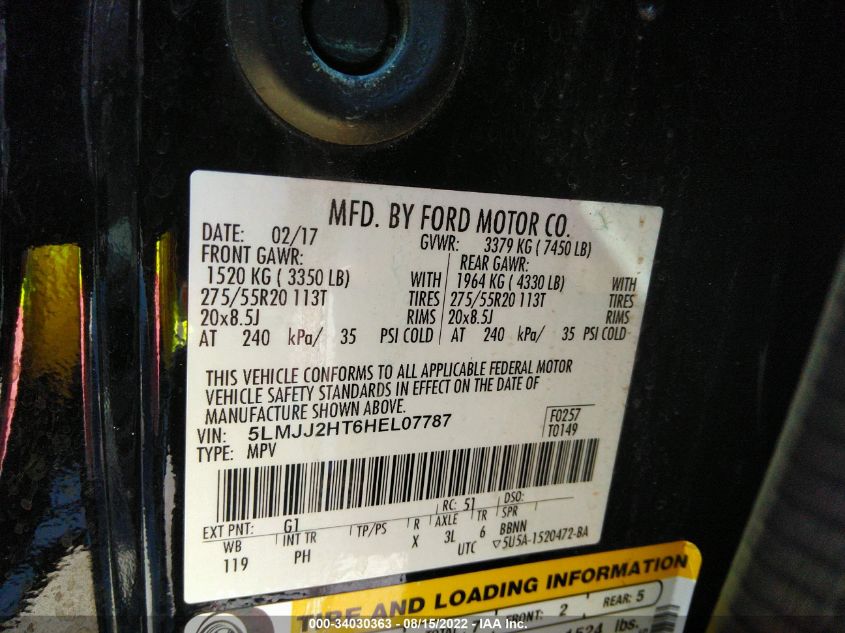 MFD. BY FORD MOTOR CO.
DATE: 02/17 GVWR: 3379 KG ( 7450 LB)
FRONT GAWR: REAR GAWR:
1520 KG ( 3350 LB) WITH 1964 KG ( 4330 LB) WITH
275/55R20 113T TIRES 275/55R20 113T TIRES
20x8.5J RIMS 20x8.5J RIMS
AT 240 kPa/ 35 PSI COLD AT 240 kPa/ 35 PSI COLD
THIS VEHICLE CONFORMS TO ALL APPLICABLE FEDERAL MOTOR
VEHICLE SAFETY STANDARDS IN EFFECT ON THE DATE OF
MANUFACTURE SHOWN ABOVE.
VIN: 5LMJJ2HT6HEL07787 F0257
TYPE: MPV T0149
EXT PNT: G1 RC: 51 DSO:
WB INT TR TP/PS R AXLE TR SPR
119 PH X 3L 6 BBNN
UTC ▽5U5A-1520472-BA
TIRE AND LOADING INFORMATION
TOTAL: 7 FRONT: 2 REAR: 5
1524 lbs.
000-34030363 - 08/15/2022 - © IAA, Inc.